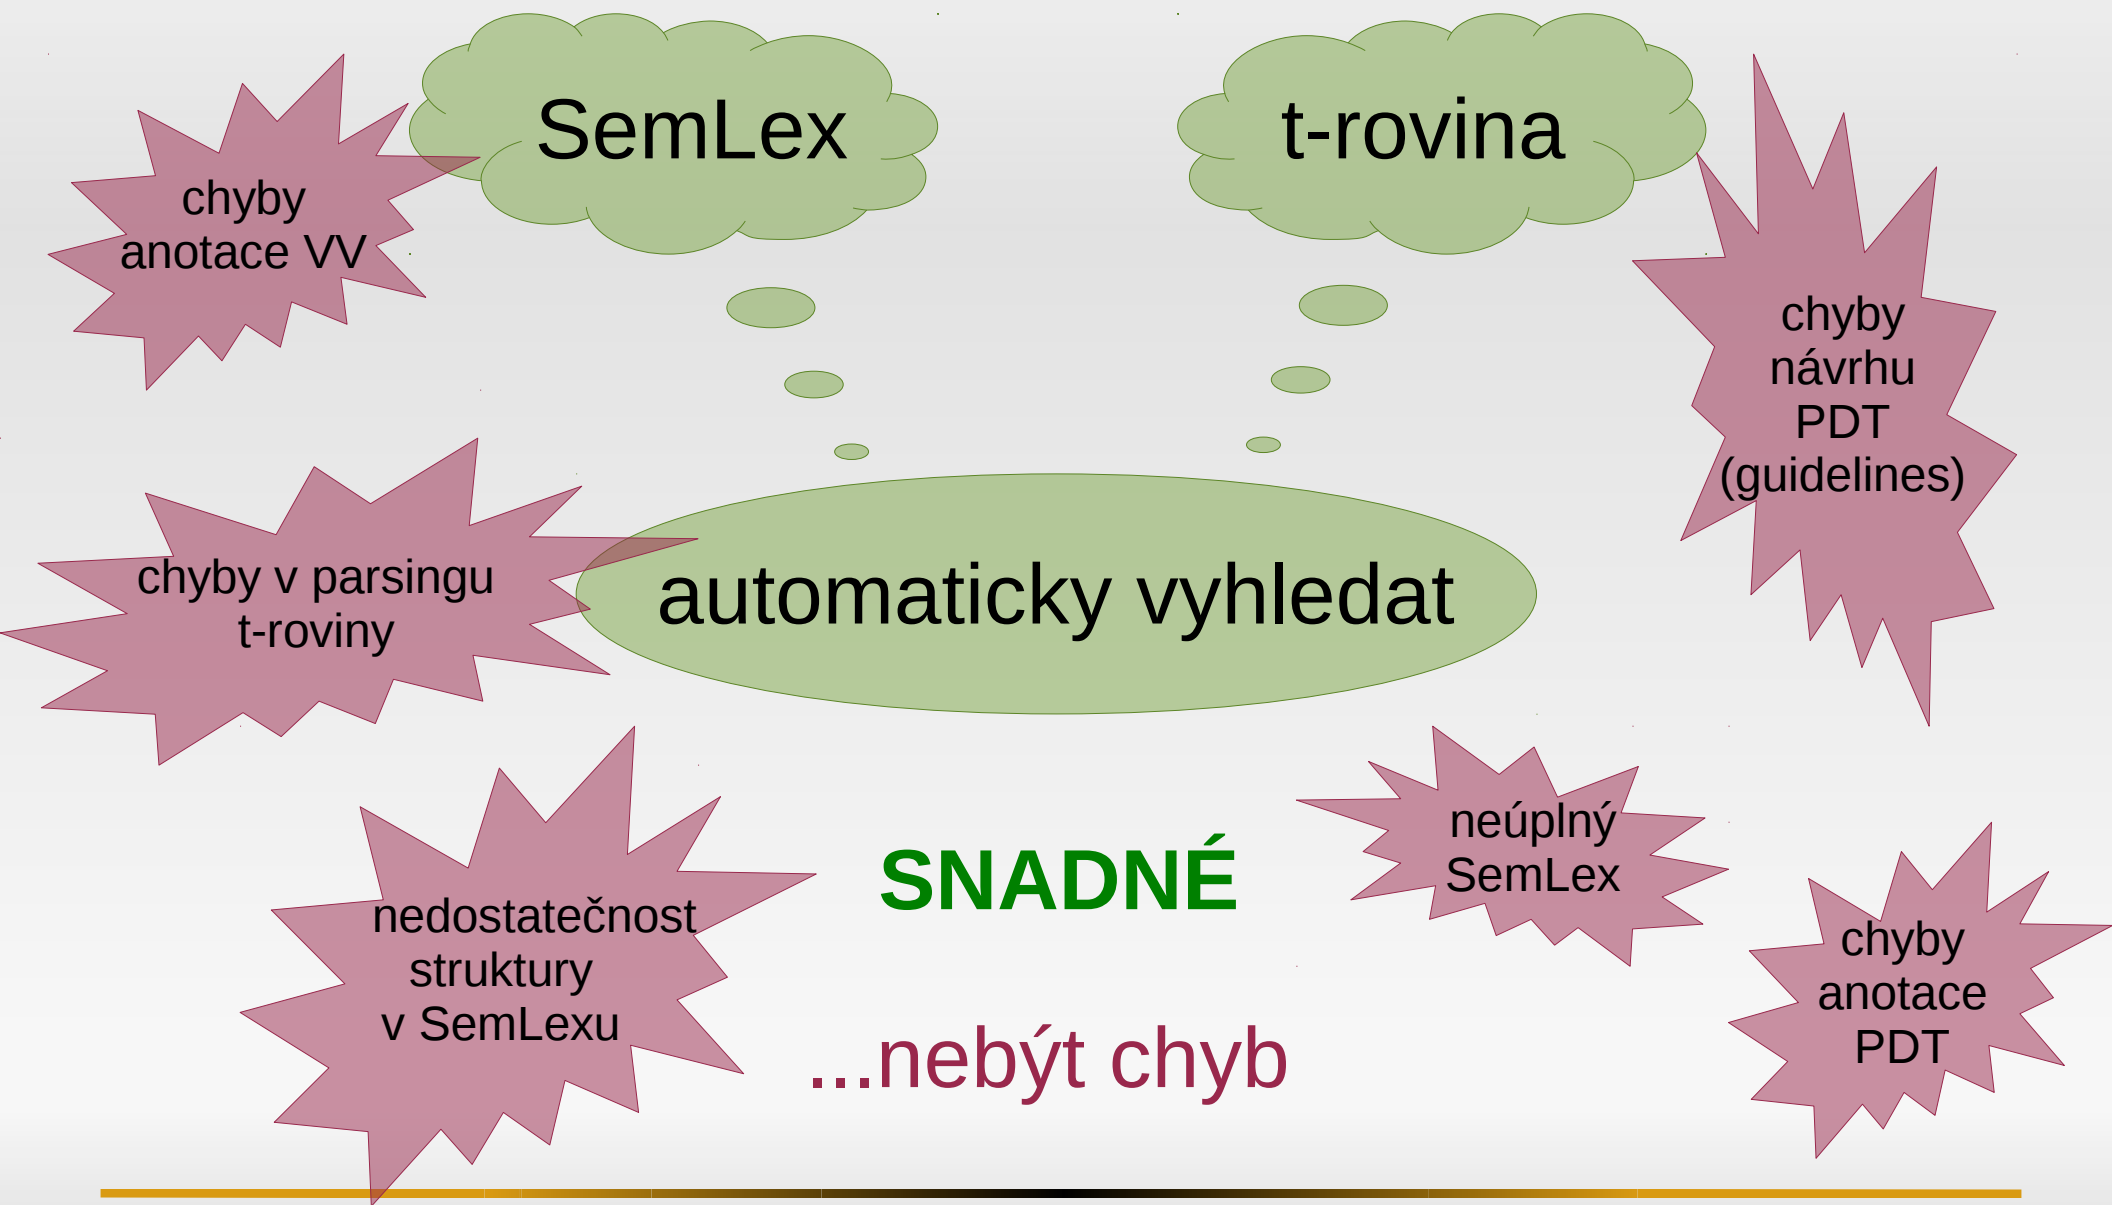 SemLex
t-rovina
chyby
anotace VV
chyby
návrhu
PDT
(guidelines)
chyby v parsingu
t-roviny
automaticky vyhledat
neúplný
SemLex
SNADNÉ
nedostatečnost
struktury
v SemLexu
chyby
anotace
PDT
...nebýt chyb